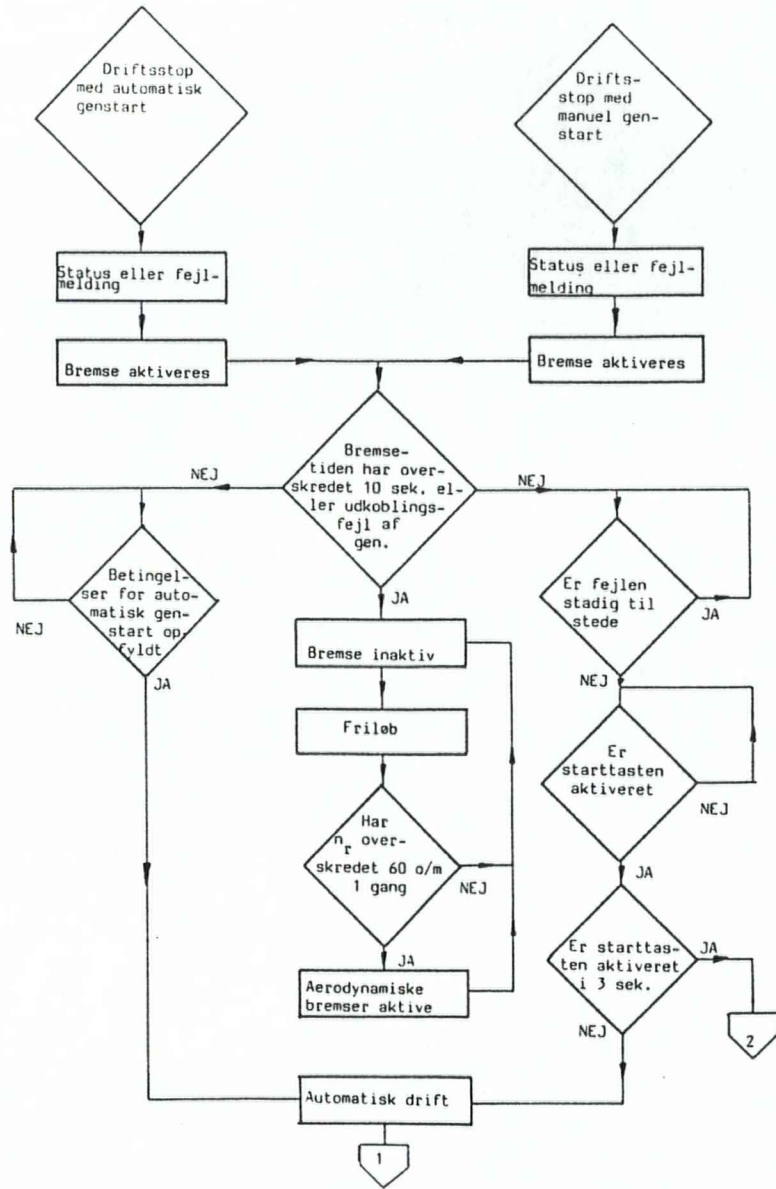 Driftsstop
med automatisk
genstart
Drifts-
stop med
manuel gen-
start
Status eller fejl-
melding
Status eller fejl-
melding
Bremse aktiveres
Bremse aktiveres
Bremse-
tiden har over-
skredet 10 sek. el-
ler udkoblings-
fejl af
gen.
NEJ
NEJ
JA
Betingel-
ser for auto-
matisk gen-
start op-
fyldt
NEJ
JA
Er fejlen
stadig til
stede
JA
NEJ
Bremse inaktiv
Friløb
Er
starttasten
aktiveret
NEJ
JA
Har
n_r over-
skredet 60 o/m
1 gang
NEJ
JA
Aerodynamiske
bremser aktive
Er starttas-
ten aktiveret
i 3 sek.
JA
NEJ
2
Automatisk drift
1